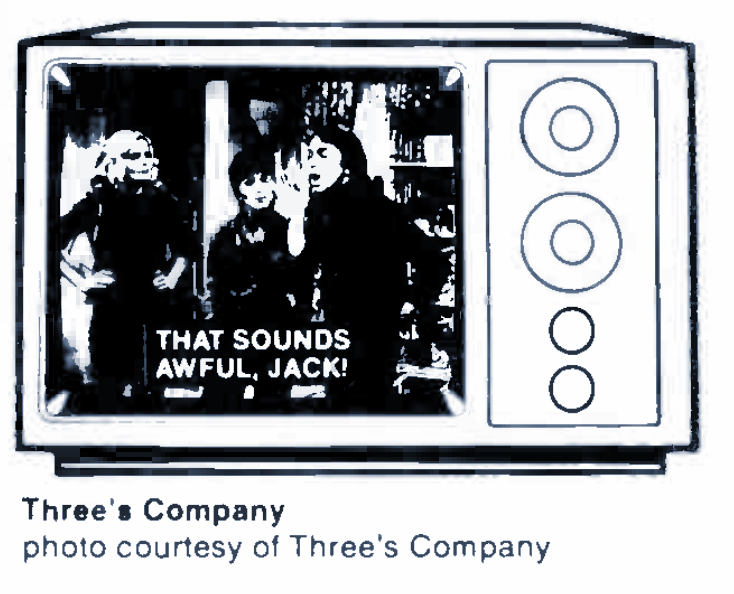 THAT SOUNDS
AWFUL, JACK!
Three's Company
photo courtesy of Three's Company